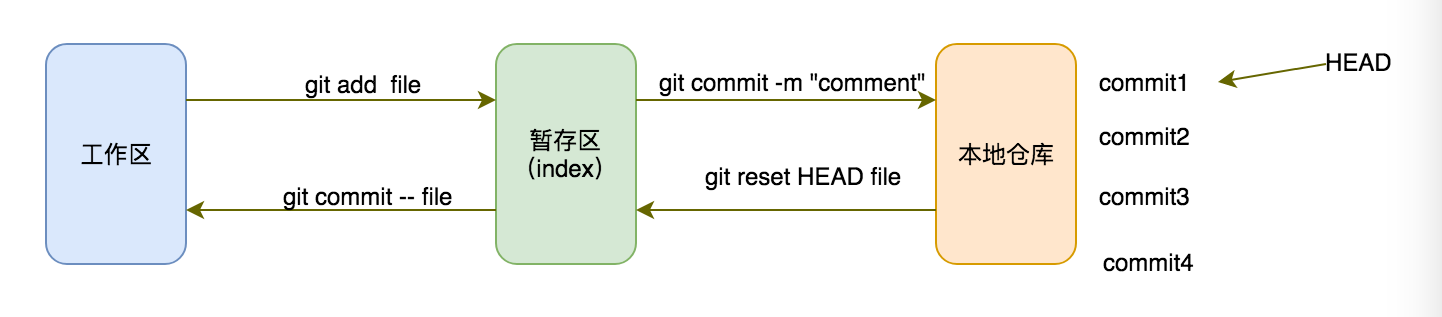 HEAD
git add  file
git commit -m "comment"
commit1
工作区
暂存区
(index)
本地仓库
commit2
git commit -- file
git reset HEAD file
commit3
commit4